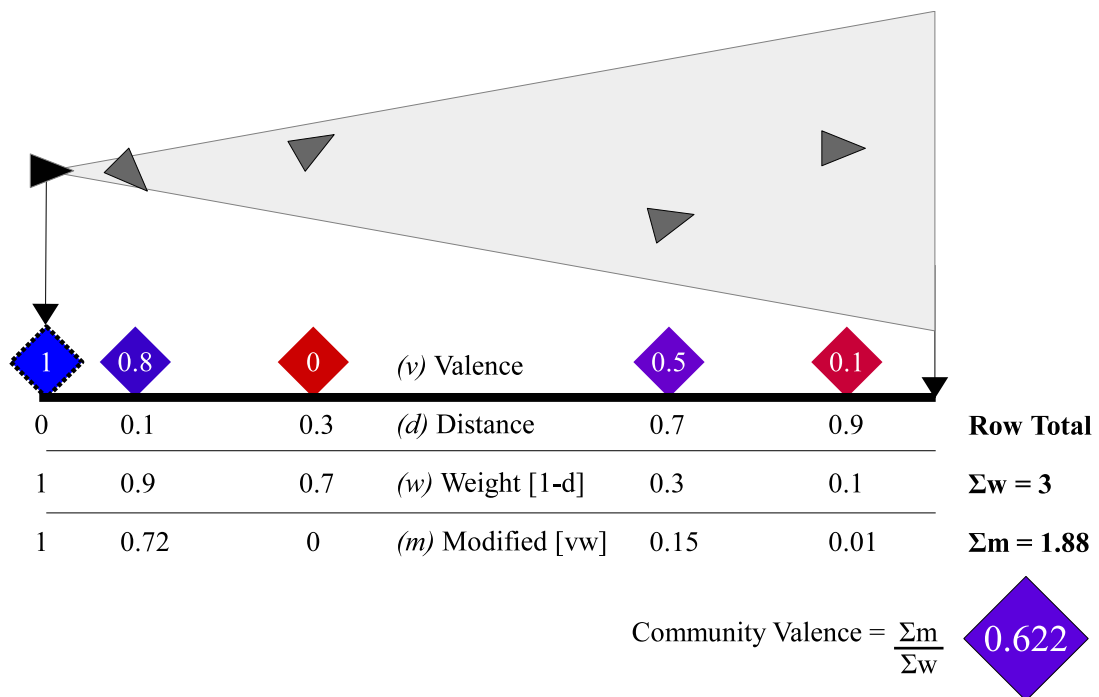 1 0.8 0 (v) Valence 0.5 0.1
0 0.1 0.3 (d) Distance 0.7 0.9 Row Total
1 0.9 0.7 (w) Weight [1-d] 0.3 0.1 Σw = 3
1 0.72 0 (m) Modified [vw] 0.15 0.01 Σm = 1.88
Community Valence = Σm
Σw
0.622